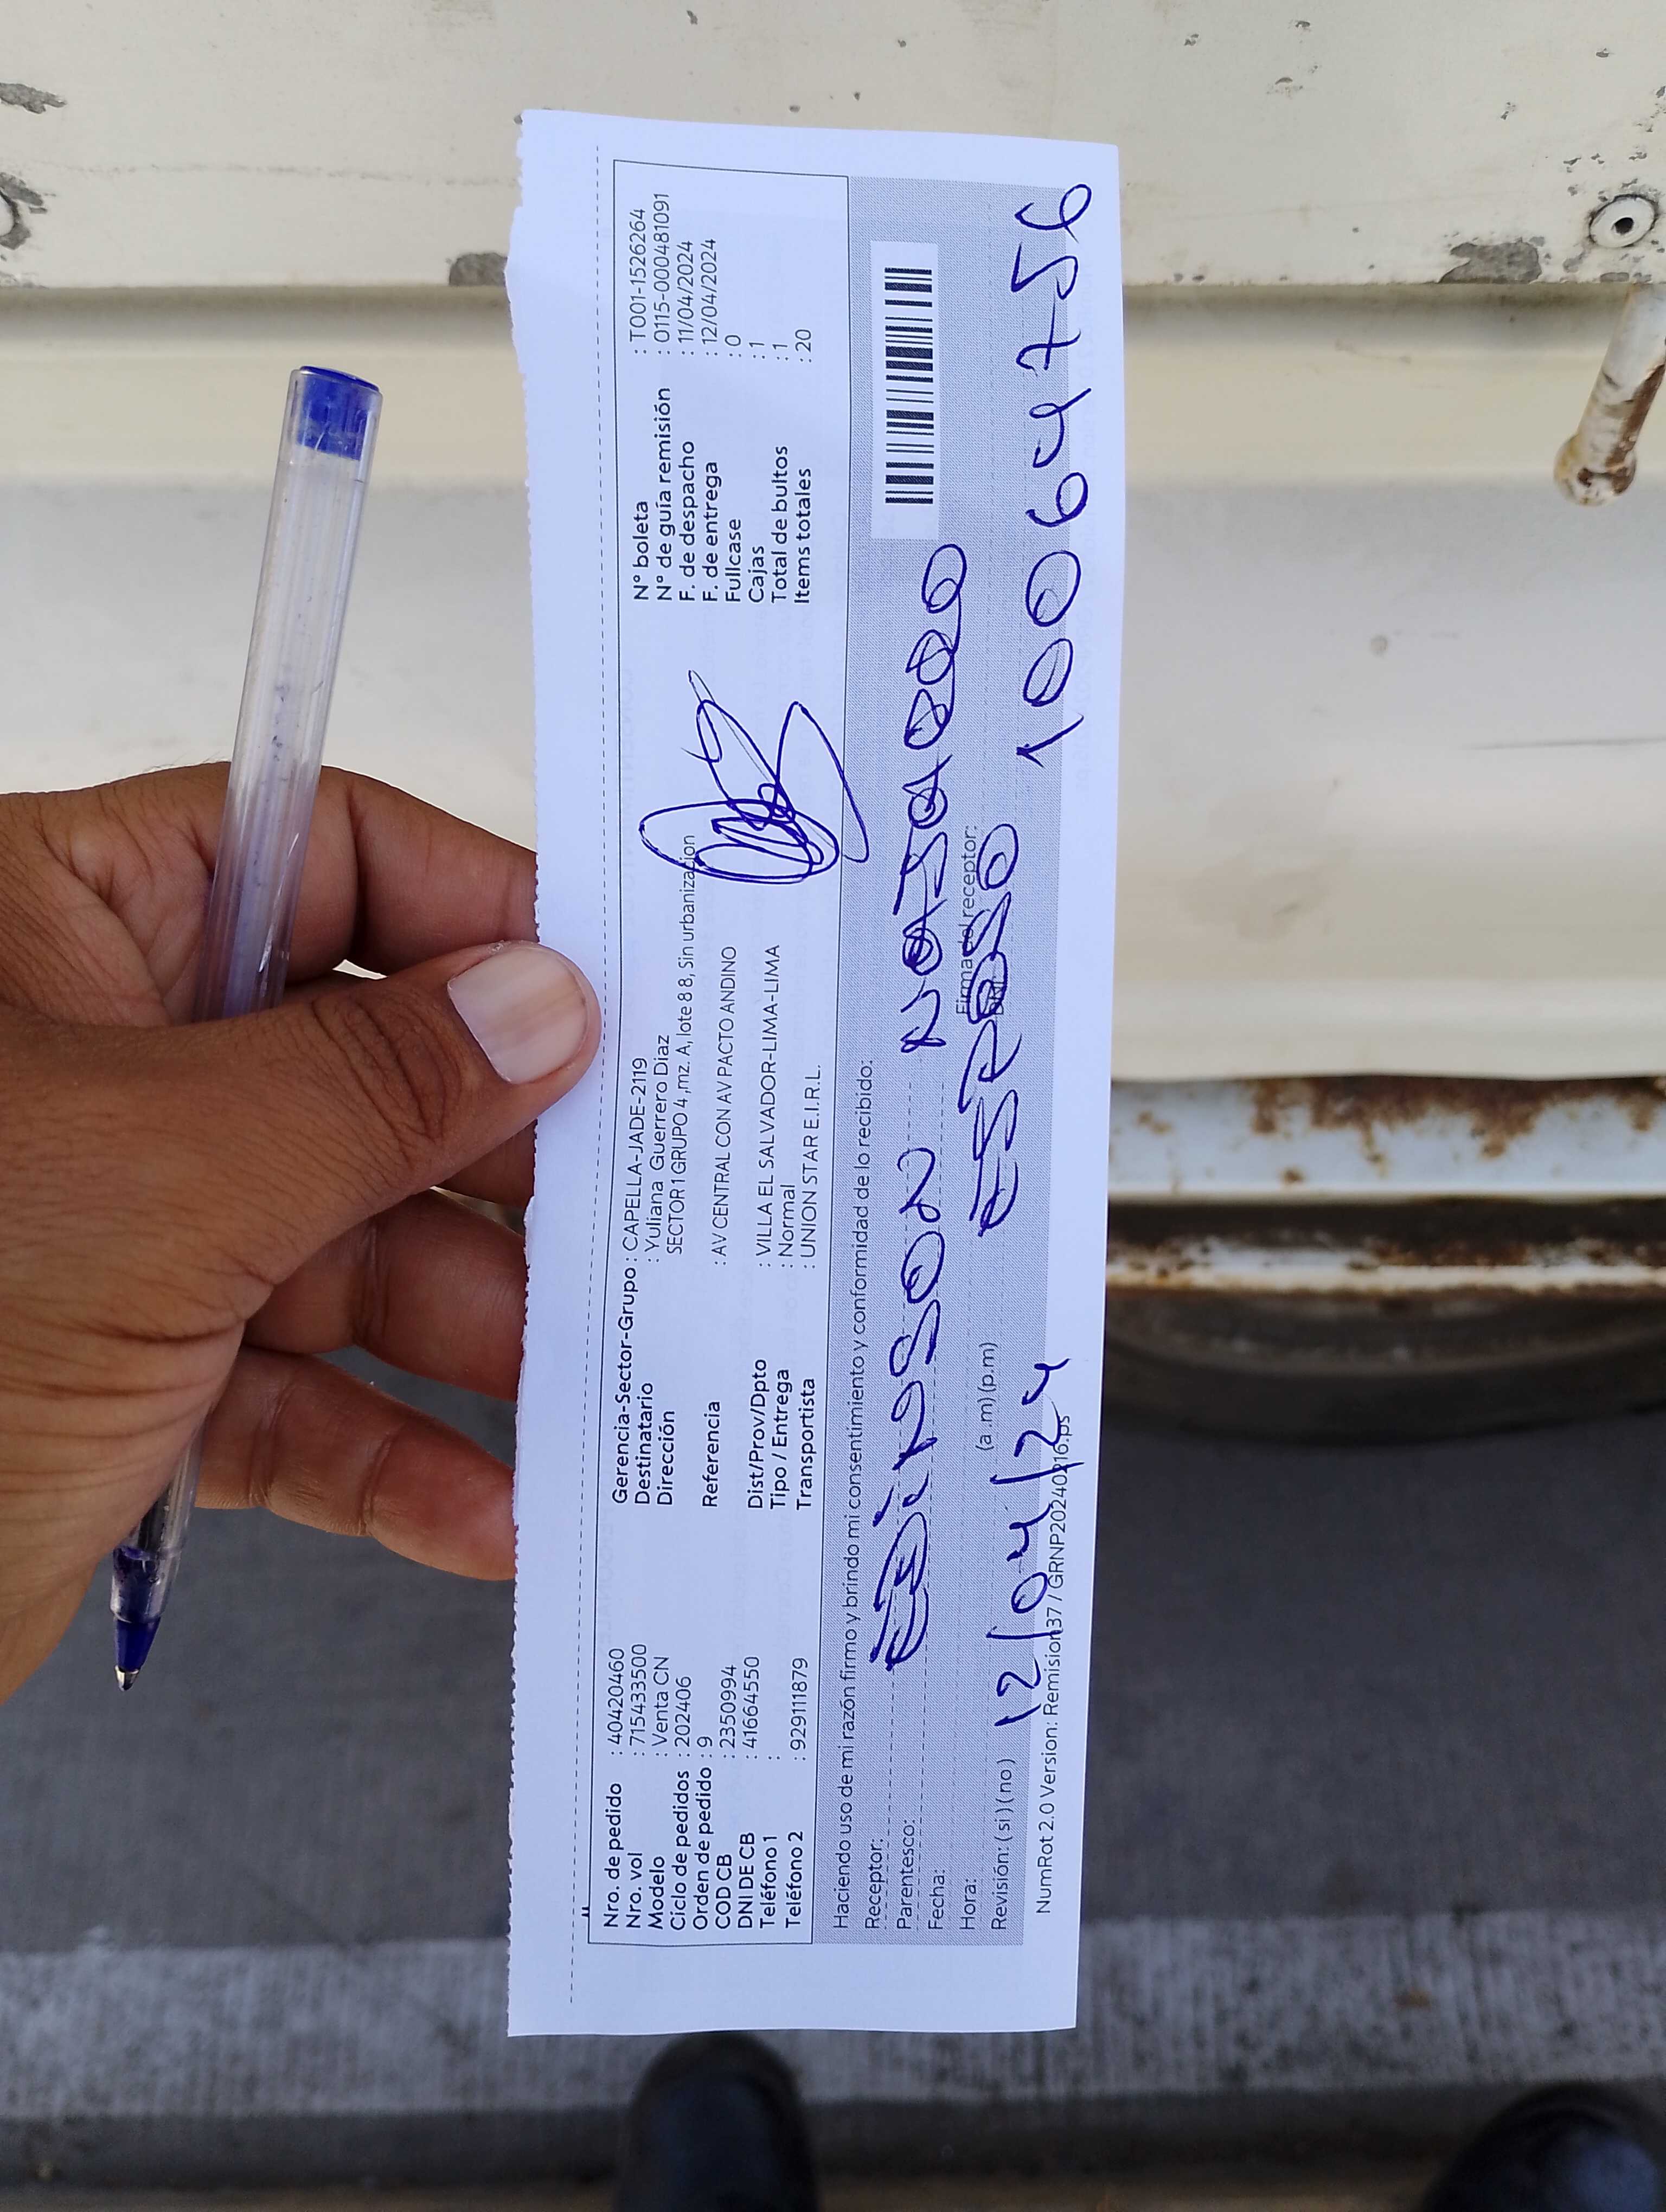 Nro. de pedido : 40420460
Nro. vol : 715433500
Modelo : Venta CN
Ciclo de pedidos : 202406
Orden de pedido : 9
COD CB : 2350994
DNI DE CB : 41664550
Teléfono 1 :
Teléfono 2 : 929111879
Gerencia-Sector-Grupo : CAPELLA-JADE-2119
Destinatario : Yuliana Guerrero Diaz
Dirección SECTOR 1 GRUPO 4 ,mz. A, lote 8 8, Sin urbanizacion
Referencia : AV CENTRAL CON AV PACTO ANDINO
Dist/Prov/Dpto : VILLA EL SALVADOR-LIMA-LIMA
Tipo / Entrega : Normal
Transportista : UNION STAR E.I.R.L.
N° boleta : T001-1526264
N° de guía remisión : 0115-0000481091
F. de despacho : 11/04/2024
F. de entrega : 12/04/2024
Fullcase : 0
Cajas : 1
Total de bultos : 1
Items totales : 20
Haciendo uso de mi razón firmo y brindo mi consentimiento y conformidad de lo recibido:
Receptor:
Parentesco:
Fecha:
Hora: (a.m) (p.m)
Revisión: (si) (no)
Firma del receptor:
12/04/24
10064756
NumRot 2.0 Version: Remision37 / GRNP20240216.ps